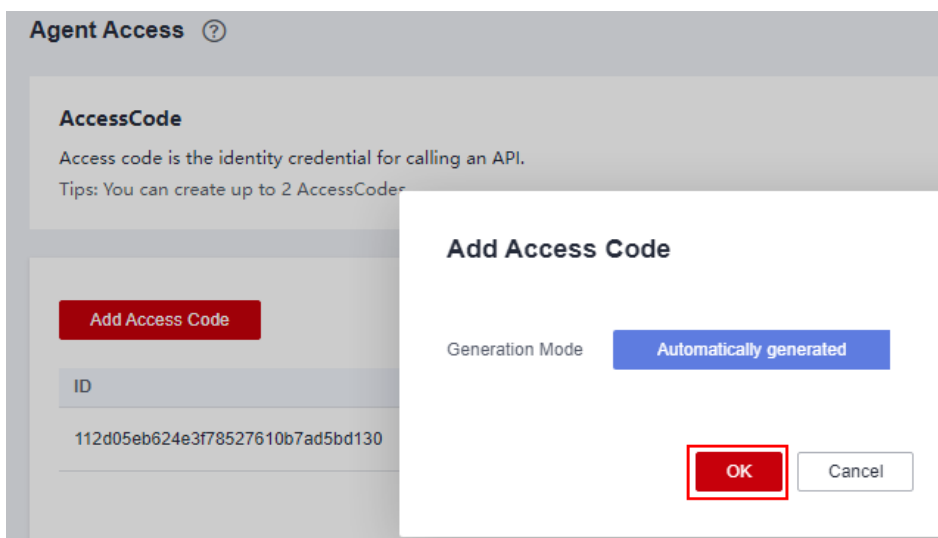 Agent Access ?
AccessCode
Access code is the identity credential for calling an API.
Tips: You can create up to 2 AccessCodes
Add Access Code
Add Access Code
Generation Mode Automatically generated
ID
112d05eb624e3f78527610b7ad5bd130
OK Cancel